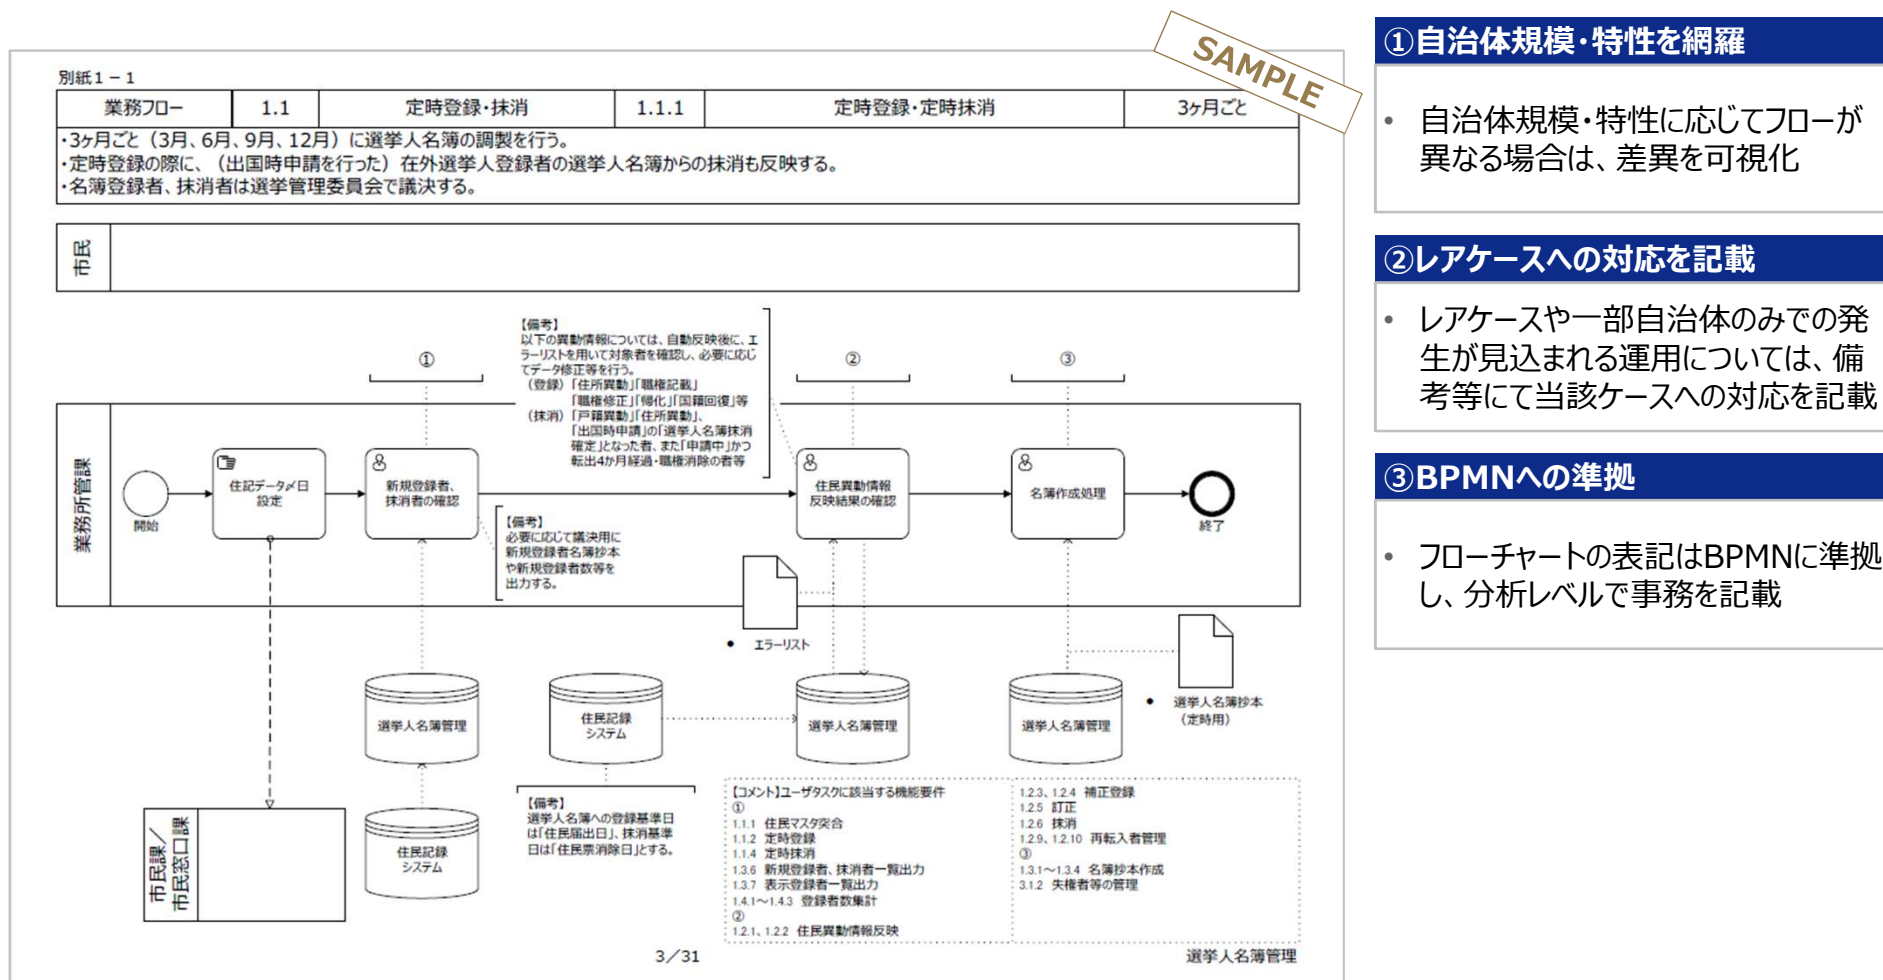 SAMPLE
別紙1-1
業務フロー 1.1 定時登録・抹消 1.1.1 定時登録・定時抹消 3ヶ月ごと
・3ヶ月ごと（3月、6月、9月、12月）に選挙人名簿の調製を行う。
・定時登録の際に、（出国時申請を行った）在外選挙人登録者の選挙人名簿からの抹消も反映する。
・名簿登録者、抹消者は選挙管理委員会で議決する。
市民
【備考】
以下の異動情報については、自動反映後に、エ
ラーリストを用いて対象者を確認し、必要に応じ
てデータ修正等を行う。
（登録）「住所異動」「職権記載」
「職権修正」「帰化」「国籍回復」等
（抹消）「戸籍異動」「住所異動」、
「出国時申請」の「選挙人名簿抹消
確定」となった者、また「申請中」かつ
転出4か月経過・職権消除の者等
①
②
③
業務所管課
開始
住記データ〆日
設定
新規登録者、
抹消者の確認
住民異動情報
反映結果の確認
名簿作成処理
終了
【備考】
必要に応じて議決用に
新規登録者名簿抄本
や新規登録者数等を
出力する。
• エラーリスト
選挙人名簿管理
住民記録
システム
選挙人名簿管理
選挙人名簿管理
• 選挙人名簿抄本
（定時用）
市民課／
市民窓口課
住民記録
システム
【備考】
選挙人名簿への登録基準日
は「住民届出日」、抹消基準
日は「住民票消除日」とする。
【コメント】ユーザタスクに該当する機能要件
①
1.1.1 住民マスタ突合
1.1.2 定時登録
1.1.4 定時抹消
1.3.6 新規登録者、抹消者一覧出力
1.3.7 表示登録者一覧出力
1.4.1～1.4.3 登録者数集計
②
1.2.1、1.2.2 住民異動情報反映
1.2.3、1.2.4 補正登録
1.2.5 訂正
1.2.6 抹消
1.2.9、1.2.10 再転入者管理
③
1.3.1～1.3.4 名簿抄本作成
3.1.2 失権者等の管理
3／31
選挙人名簿管理
①自治体規模・特性を網羅
• 自治体規模・特性に応じてフローが
異なる場合は、差異を可視化
②レアケースへの対応を記載
• レアケースや一部自治体のみでの発
生が見込まれる運用については、備
考等にて当該ケースへの対応を記載
③BPMNへの準拠
• フローチャートの表記はBPMNに準拠
し、分析レベルで事務を記載